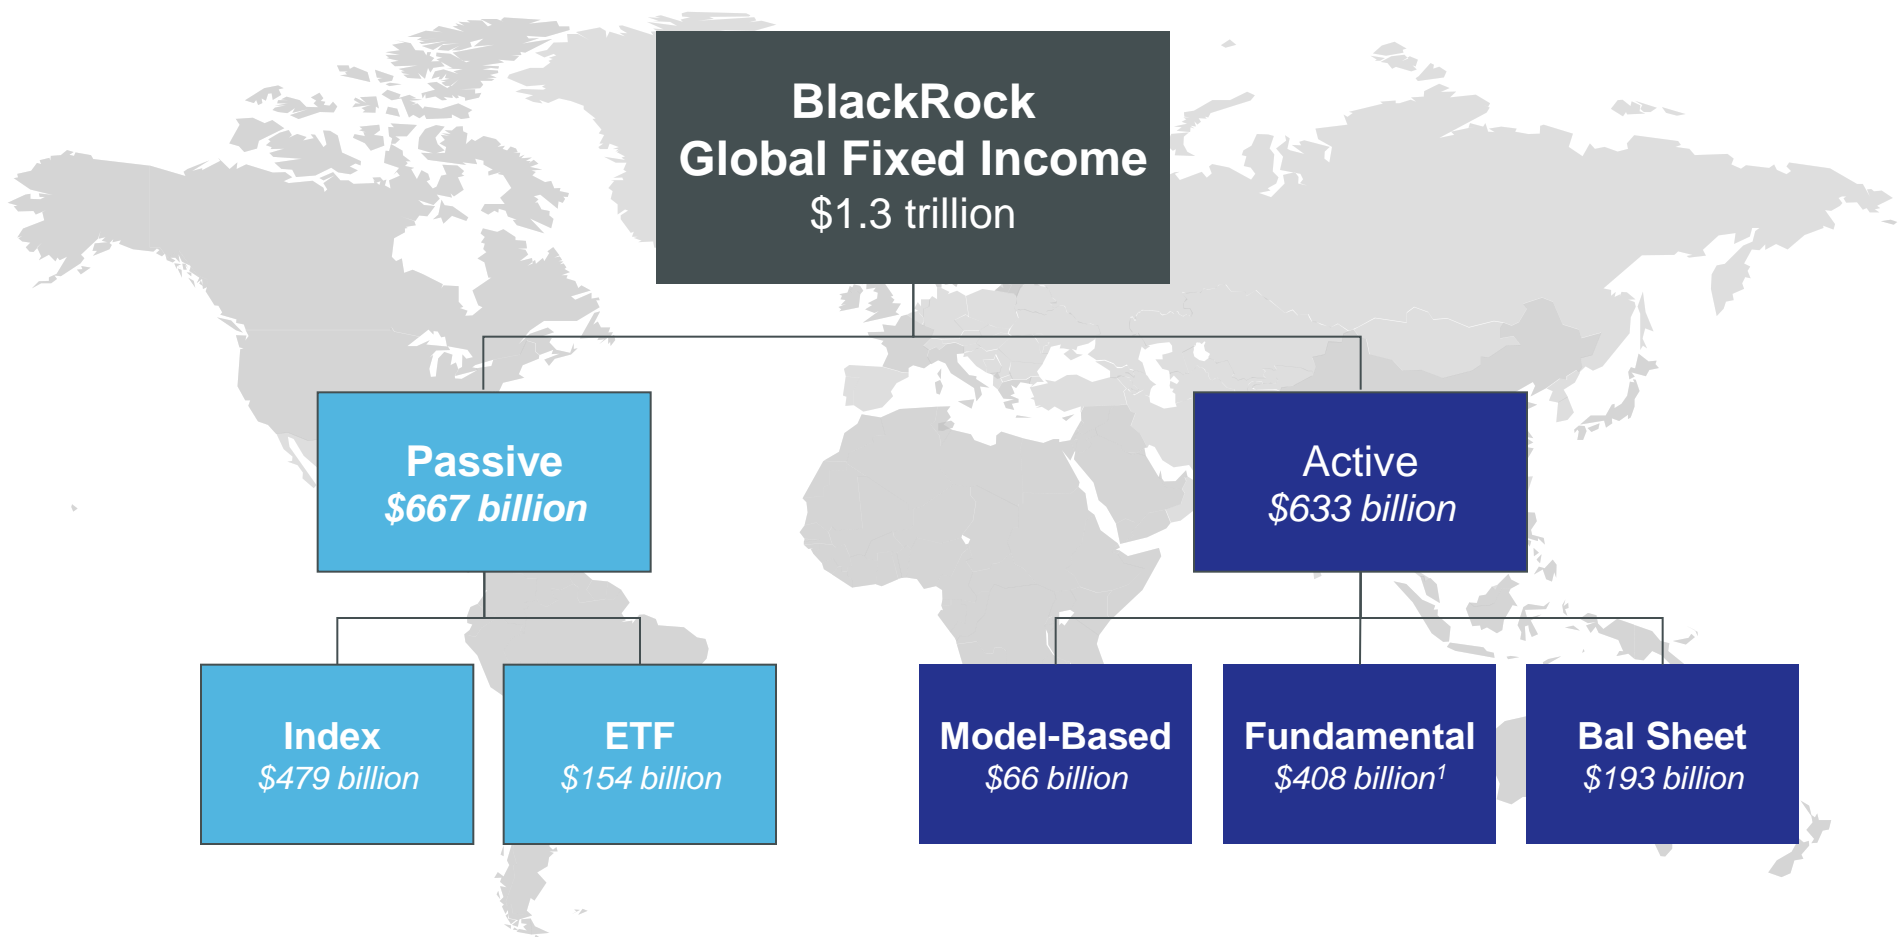 BlackRock
Global Fixed Income
$1.3 trillion
Passive
$667 billion
Active
$633 billion
Index
$479 billion
ETF
$154 billion
Model-Based
$66 billion
Fundamental
$408 billion¹
Bal Sheet
$193 billion